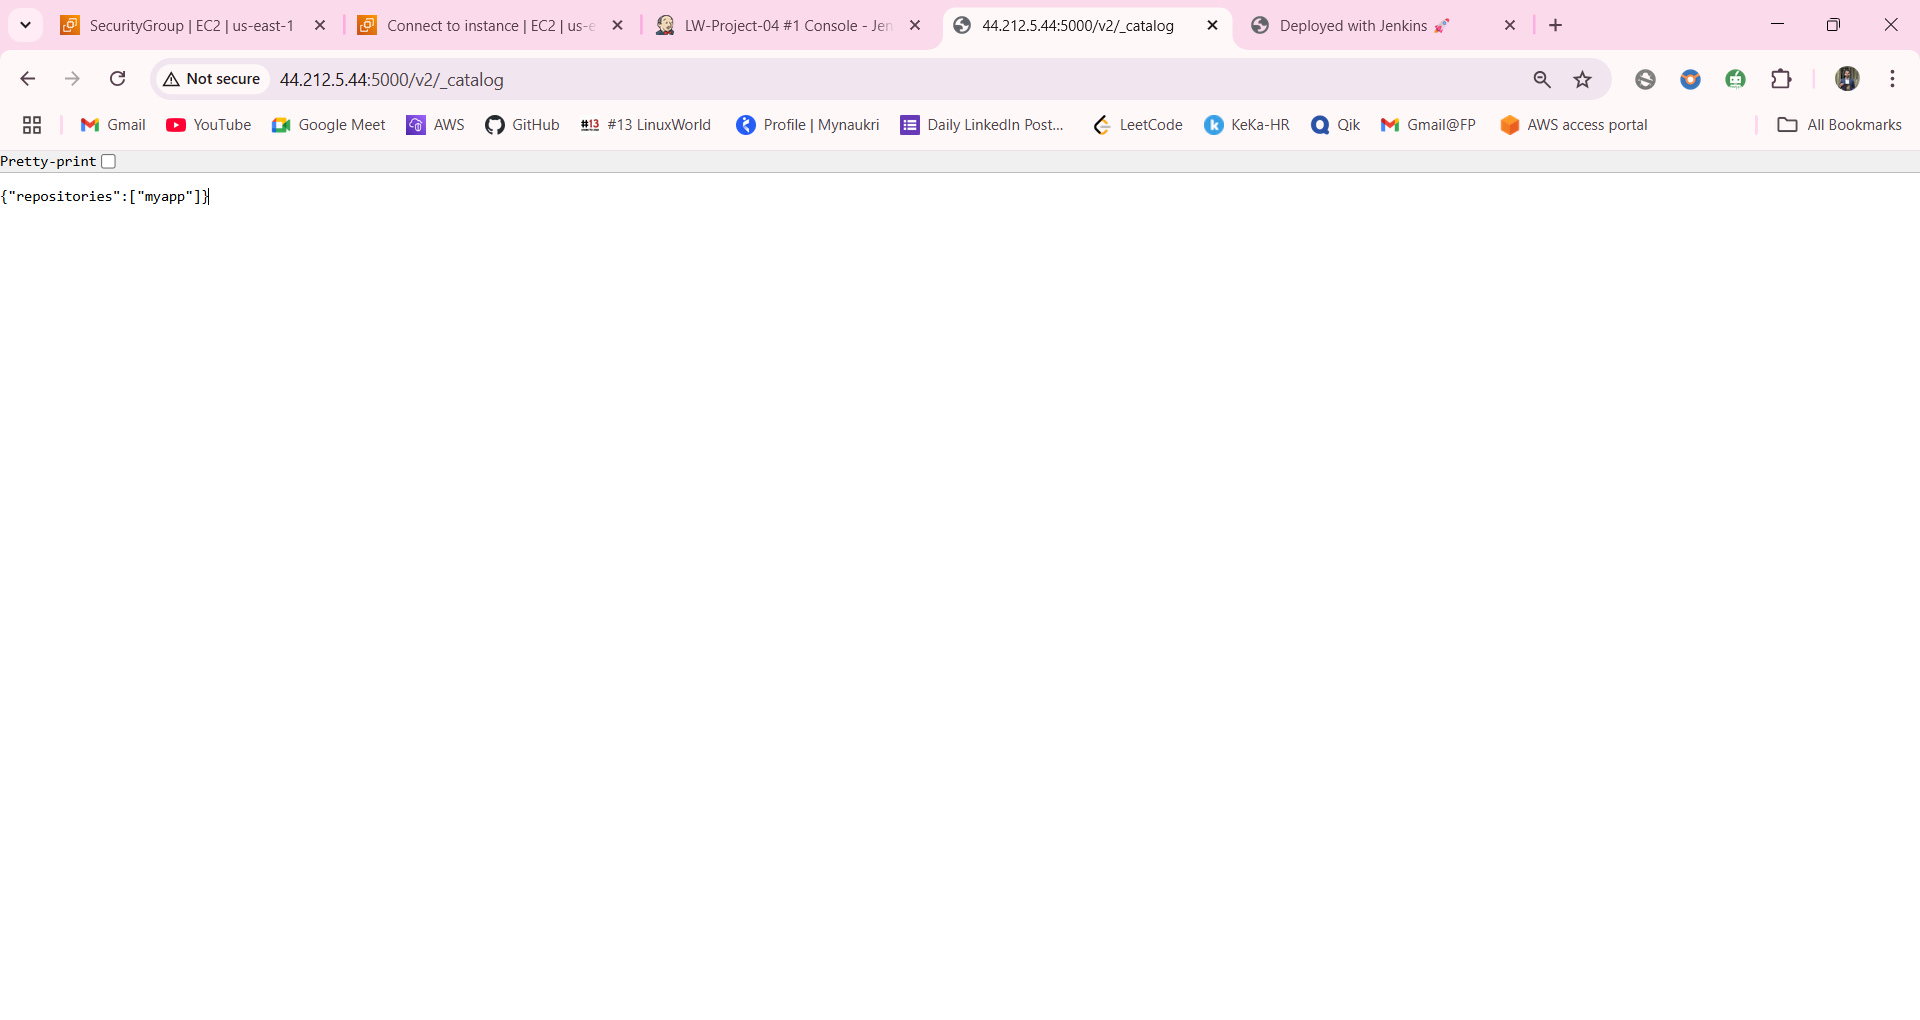 SecurityGroup | EC2 | us-east-1
Connect to instance | EC2 | us-e
LW-Project-04 #1 Console - Jen
44.212.5.44:5000/v2/_catalog
Deployed with Jenkins 🚀
Not secure
44.212.5.44:5000/v2/_catalog
Gmail
YouTube
Google Meet
AWS
GitHub
#13
#13 LinuxWorld
Profile | Mynaukri
Daily LinkedIn Post...
LeetCode
k
KeKa-HR
Qik
Gmail@FP
AWS access portal
All Bookmarks
Pretty-print
{"repositories":["myapp"]}